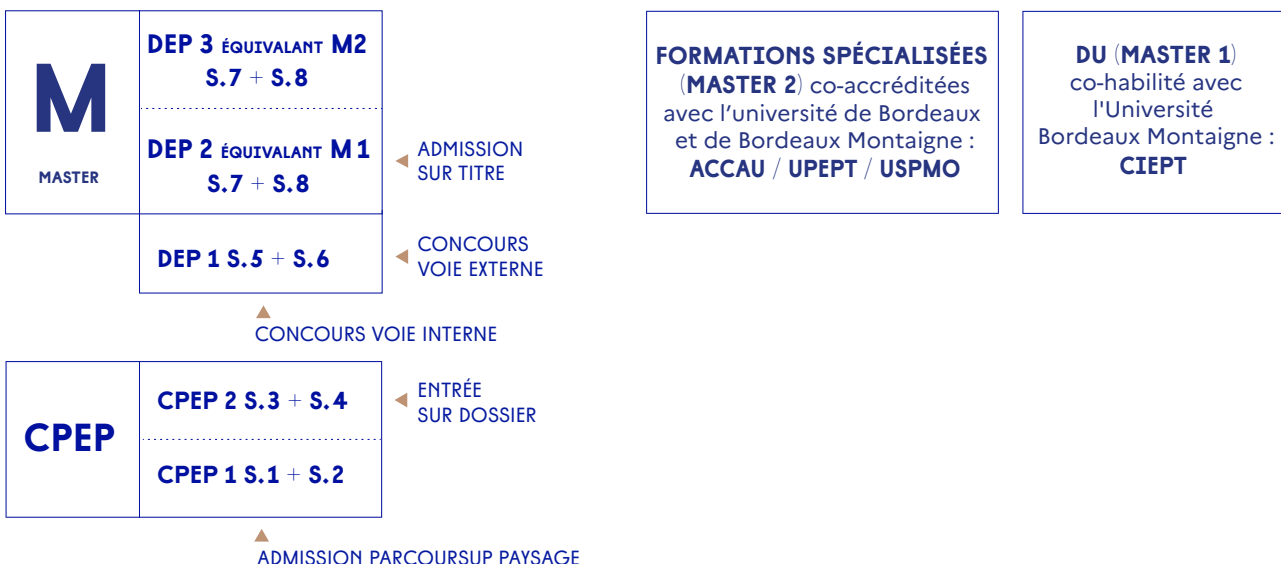 M
MASTER
DEP 3 ÉQUIVALANT M2
S.7 + S.8
DEP 2 ÉQUIVALANT M1
S.7 + S.8
ADMISSION
SUR TITRE
DEP 1 S.5 + S.6
CONCOURS
VOIE EXTERNE
CONCOURS VOIE INTERNE
CPEP
CPEP 2 S.3 + S.4
ENTRÉE
SUR DOSSIER
CPEP 1 S.1 + S.2
ADMISSION PARCOURSUP PAYSAGE
FORMATIONS SPÉCIALISÉES
(MASTER 2) co-accréditées
avec l'université de Bordeaux
et de Bordeaux Montaigne :
ACCAU / UPEPT / USPMO
DU (MASTER 1)
co-habilité avec
l'Université
Bordeaux Montaigne :
CIEPT